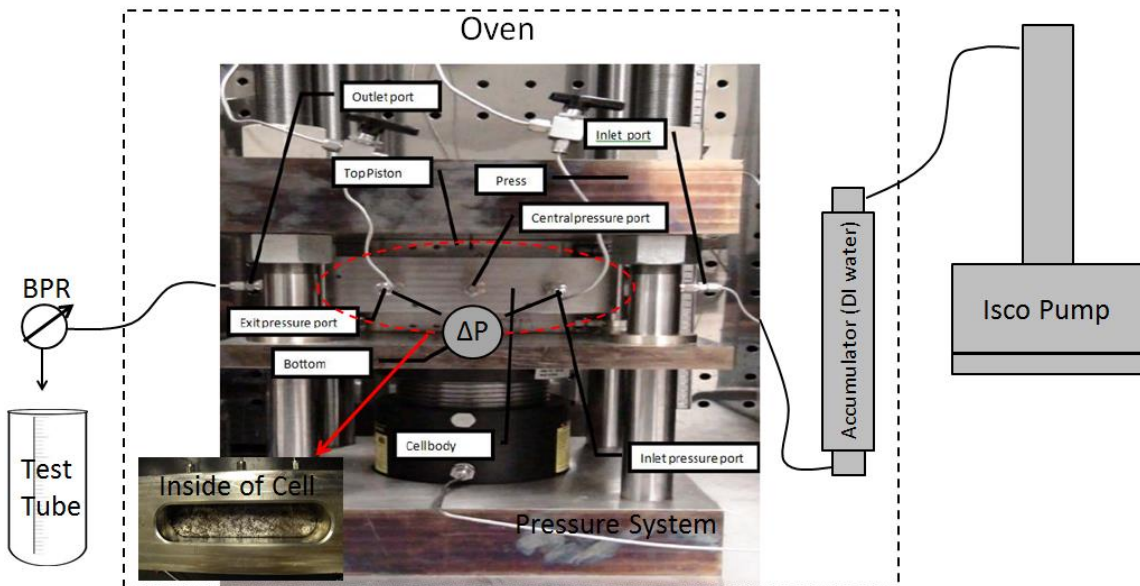 Oven
Outlet port
Inlet port
Top Piston
Press
Central pressure port
BPR
Exit pressure port
ΔP
Bottom
Cell body
Inlet pressure port
Inside of Cell
Pressure System
Test
Tube
Accumulator (DI water)
Isco Pump